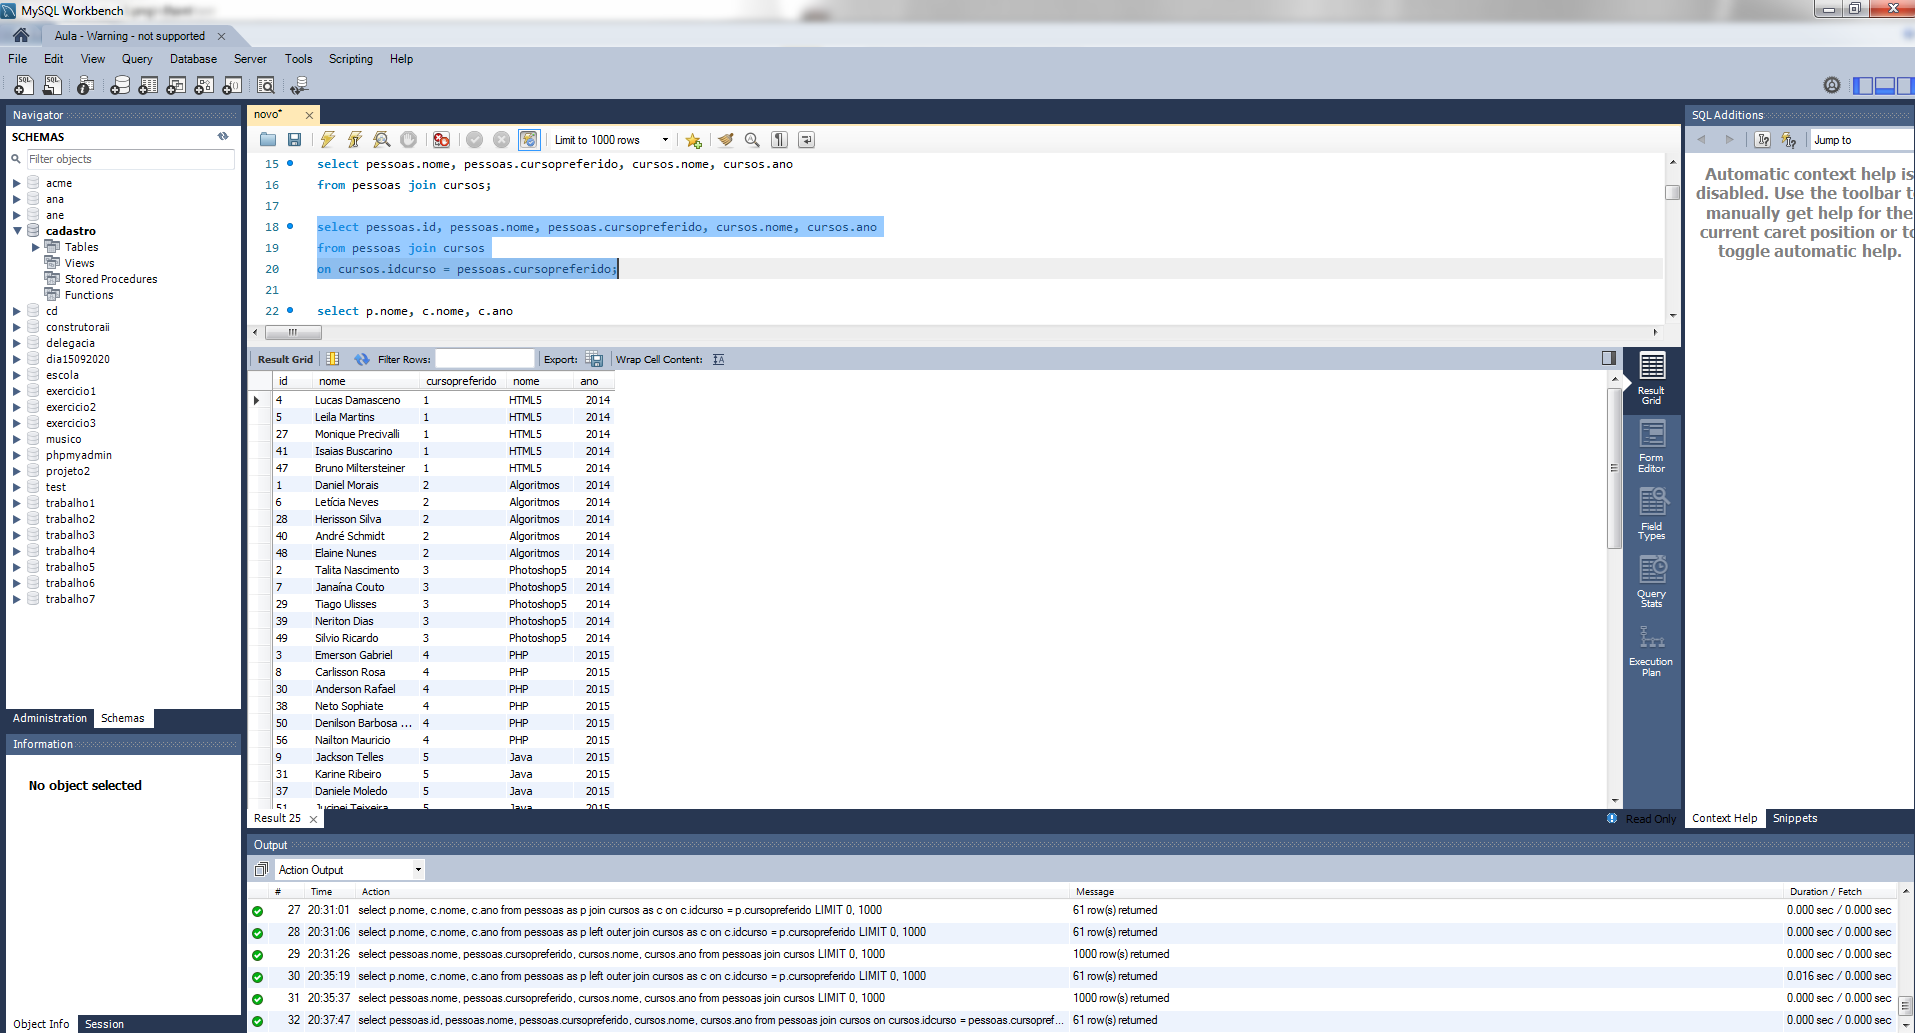 MySQL Workbench
Aula - Warning - not supported
File Edit View Query Database Server Tools Scripting Help
Navigator
SCHEMAS
Filter objects
acme
ana
ane
cadastro
Tables
Views
Stored Procedures
Functions
cd
construtoraii
delegacia
dia15092020
escola
exercicio1
exercicio2
exercicio3
musico
phpmyadmin
projeto2
test
trabalho1
trabalho2
trabalho3
trabalho4
trabalho5
trabalho6
trabalho7
Administration Schemas
Information
No object selected
Object Info Session
novo*
Limit to 1000 rows
15 select pessoas.nome, pessoas.cursopreferido, cursos.nome, cursos.ano
16 from pessoas join cursos;
17
18 select pessoas.id, pessoas.nome, pessoas.cursopreferido, cursos.nome, cursos.ano
19 from pessoas join cursos
20 on cursos.idcurso = pessoas.cursopreferido;
21
22 select p.nome, c.nome, c.ano
Result Grid Filter Rows: Export: Wrap Cell Content:
id nome cursopreferido nome ano
4 Lucas Damasceno 1 HTML5 2014
5 Leila Martins 1 HTML5 2014
27 Monique Precivalli 1 HTML5 2014
41 Isaias Buscarino 1 HTML5 2014
47 Bruno Miltersteiner 1 HTML5 2014
1 Daniel Morais 2 Algoritmos 2014
6 Letícia Neves 2 Algoritmos 2014
28 Herisson Silva 2 Algoritmos 2014
40 André Schmidt 2 Algoritmos 2014
48 Elaine Nunes 2 Algoritmos 2014
2 Talita Nascimento 3 Photoshop5 2014
7 Janaína Couto 3 Photoshop5 2014
29 Tiago Ulisses 3 Photoshop5 2014
39 Neriton Dias 3 Photoshop5 2014
49 Silvio Ricardo 3 Photoshop5 2014
3 Emerson Gabriel 4 PHP 2015
8 Carlisson Rosa 4 PHP 2015
30 Anderson Rafael 4 PHP 2015
38 Neto Sophiate 4 PHP 2015
50 Denilson Barbosa ... 4 PHP 2015
56 Nailton Mauricio 4 PHP 2015
9 Jackson Telles 5 Java 2015
31 Karine Ribeiro 5 Java 2015
37 Daniele Moledo 5 Java 2015
51 Jucinei Teixeira 5 Java 2015
Result 25
Read Only
Result
Grid
Form
Editor
Field
Types
Query
Stats
Execution
Plan
SQL Additions
Jump to
Automatic context help is
disabled. Use the toolbar t
manually get help for the
current caret position or to
toggle automatic help.
Context Help Snippets
Output
Action Output
# Time Action Message Duration / Fetch
27 20:31:01 select p.nome, c.nome, c.ano from pessoas as p join cursos as c on c.idcurso = p.cursopreferido LIMIT 0, 1000 61 row(s) returned 0.000 sec / 0.000 sec
28 20:31:06 select p.nome, c.nome, c.ano from pessoas as p left outer join cursos as c on c.idcurso = p.cursopreferido LIMIT 0, 1000 61 row(s) returned 0.000 sec / 0.000 sec
29 20:31:26 select pessoas.nome, pessoas.cursopreferido, cursos.nome, cursos.ano from pessoas join cursos LIMIT 0, 1000 1000 row(s) returned 0.000 sec / 0.000 sec
30 20:35:19 select p.nome, c.nome, c.ano from pessoas as p left outer join cursos as c on c.idcurso = p.cursopreferido LIMIT 0, 1000 61 row(s) returned 0.016 sec / 0.000 sec
31 20:35:37 select pessoas.nome, pessoas.cursopreferido, cursos.nome, cursos.ano from pessoas join cursos LIMIT 0, 1000 1000 row(s) returned 0.000 sec / 0.000 sec
32 20:37:47 select pessoas.id, pessoas.nome, pessoas.cursopreferido, cursos.nome, cursos.ano from pessoas join cursos on cursos.idcurso = pessoas.cursopref... 61 row(s) returned 0.000 sec / 0.000 sec